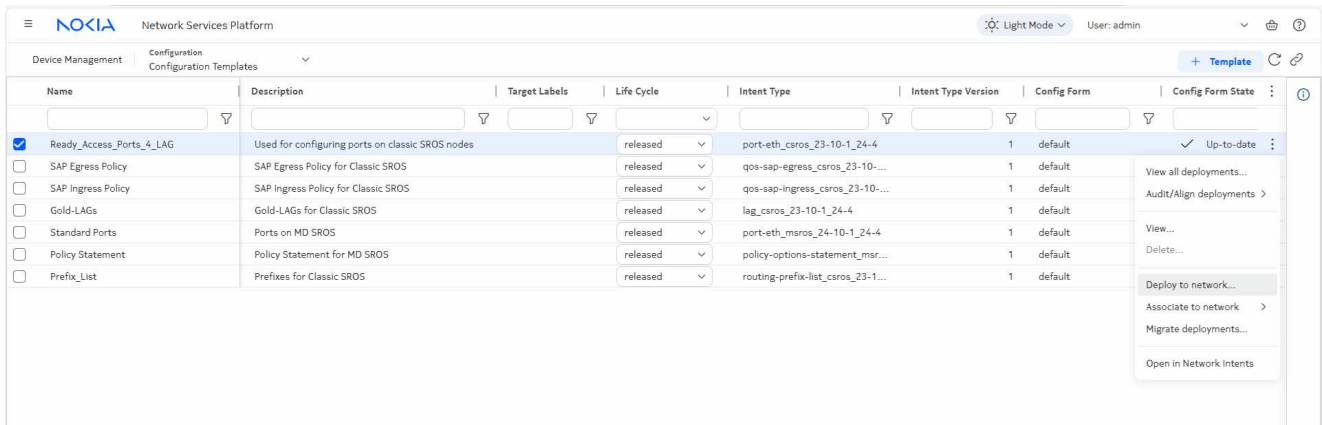 NOKIA Network Services Platform Light Mode User: admin
Device Management Configuration
Configuration Templates + Template
Name Description Target Labels Life Cycle Intent Type Intent Type Version Config Form Config Form State
Ready_Access_Ports_4_LAG Used for configuring ports on classic SROS nodes released port-eth_csros_23-10-1_24-4 1 default Up-to-date
SAP Egress Policy SAP Egress Policy for Classic SROS released qos-sap-egress_csros_23-10-... 1 default
SAP Ingress Policy SAP Ingress Policy for Classic SROS released qos-sap-ingress_csros_23-10-... 1 default
Gold-LAGs Gold-LAGs for Classic SROS released lag_csros_23-10-1_24-4 1 default
Standard Ports Ports on MD SROS released port-eth_msros_24-10-1_24-4 1 default
Policy Statement Policy Statement for MD SROS released policy-options-statement_msr... 1 default
Prefix_List Prefixes for Classic SROS released routing-prefix-list_csros_23-1... 1 default
View all deployments...
Audit/Align deployments
View...
Delete...
Deploy to network...
Associate to network
Migrate deployments...
Open in Network Intents